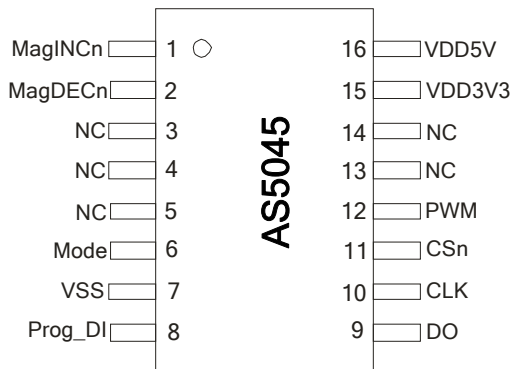 MagINCn 1 16 VDD5V
MagDECn 2 15 VDD3V3
NC 3 14 NC
NC 4 13 NC
NC 5 12 PWM
Mode 6 11 CSn
VSS 7 10 CLK
Prog_DI 8 9 DO
AS5045